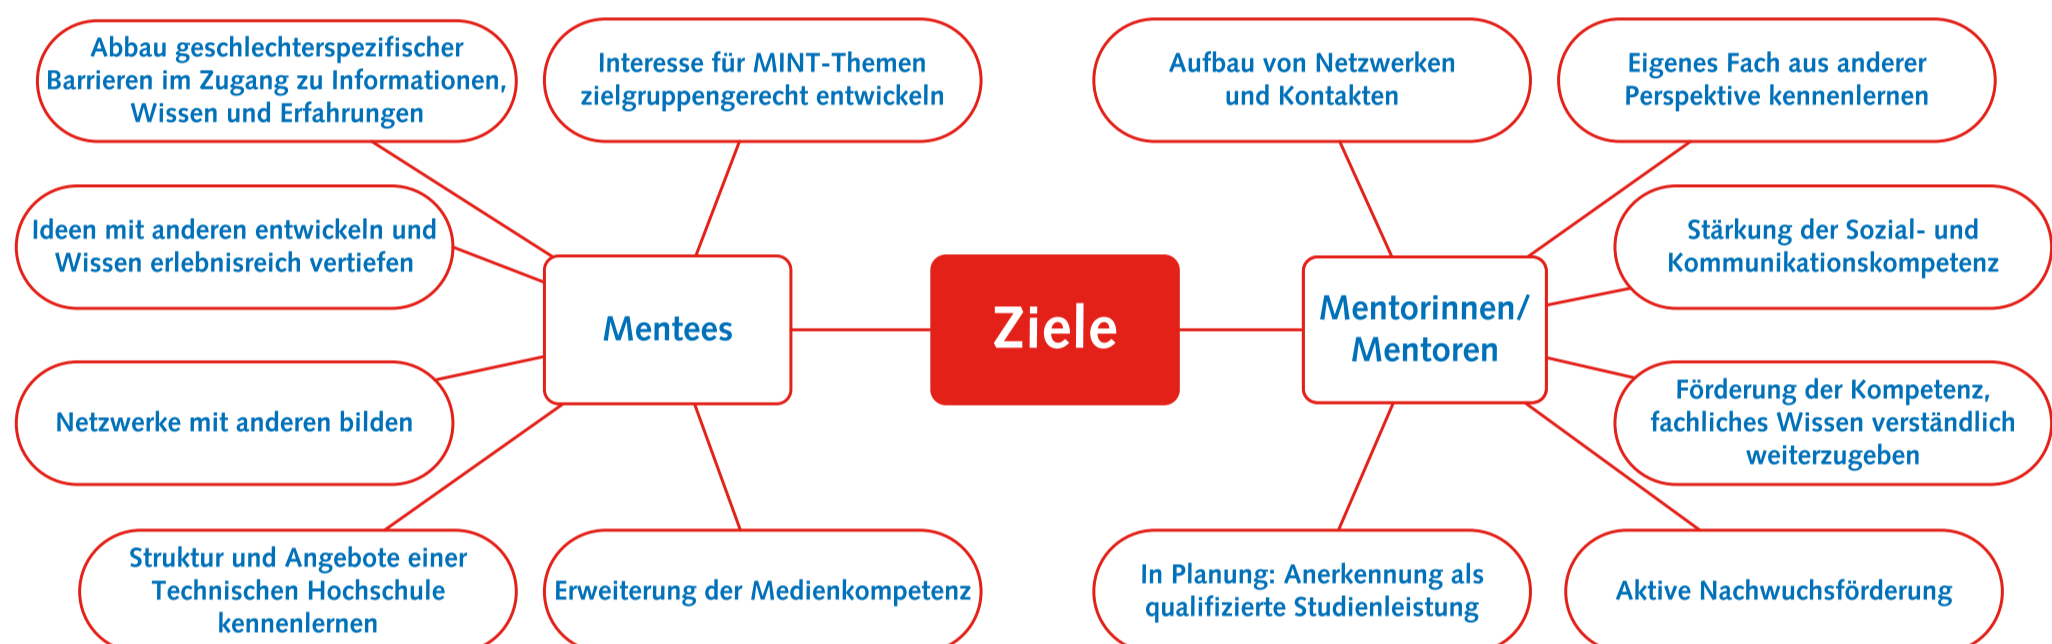 Abbau geschlechterspezifischer
Barrieren im Zugang zu Informationen,
Wissen und Erfahrungen
Interesse für MINT-Themen
zielgruppengerecht entwickeln
Aufbau von Netzwerken
und Kontakten
Eigenes Fach aus anderer
Perspektive kennenlernen
Ideen mit anderen entwickeln und
Wissen erlebnisreich vertiefen
Stärkung der Sozial- und
Kommunikationskompetenz
Mentees
Ziele
Mentorinnen/
Mentoren
Netzwerke mit anderen bilden
Förderung der Kompetenz,
fachliches Wissen verständlich
weiterzugeben
Struktur und Angebote einer
Technischen Hochschule
kennenlernen
Erweiterung der Medienkompetenz
In Planung: Anerkennung als
qualifizierte Studienleistung
Aktive Nachwuchsförderung